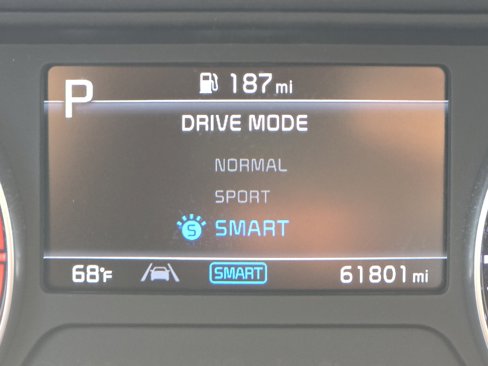 P
187 mi
DRIVE MODE
NORMAL
SPORT
S SMART
68°F SMART 61801 mi